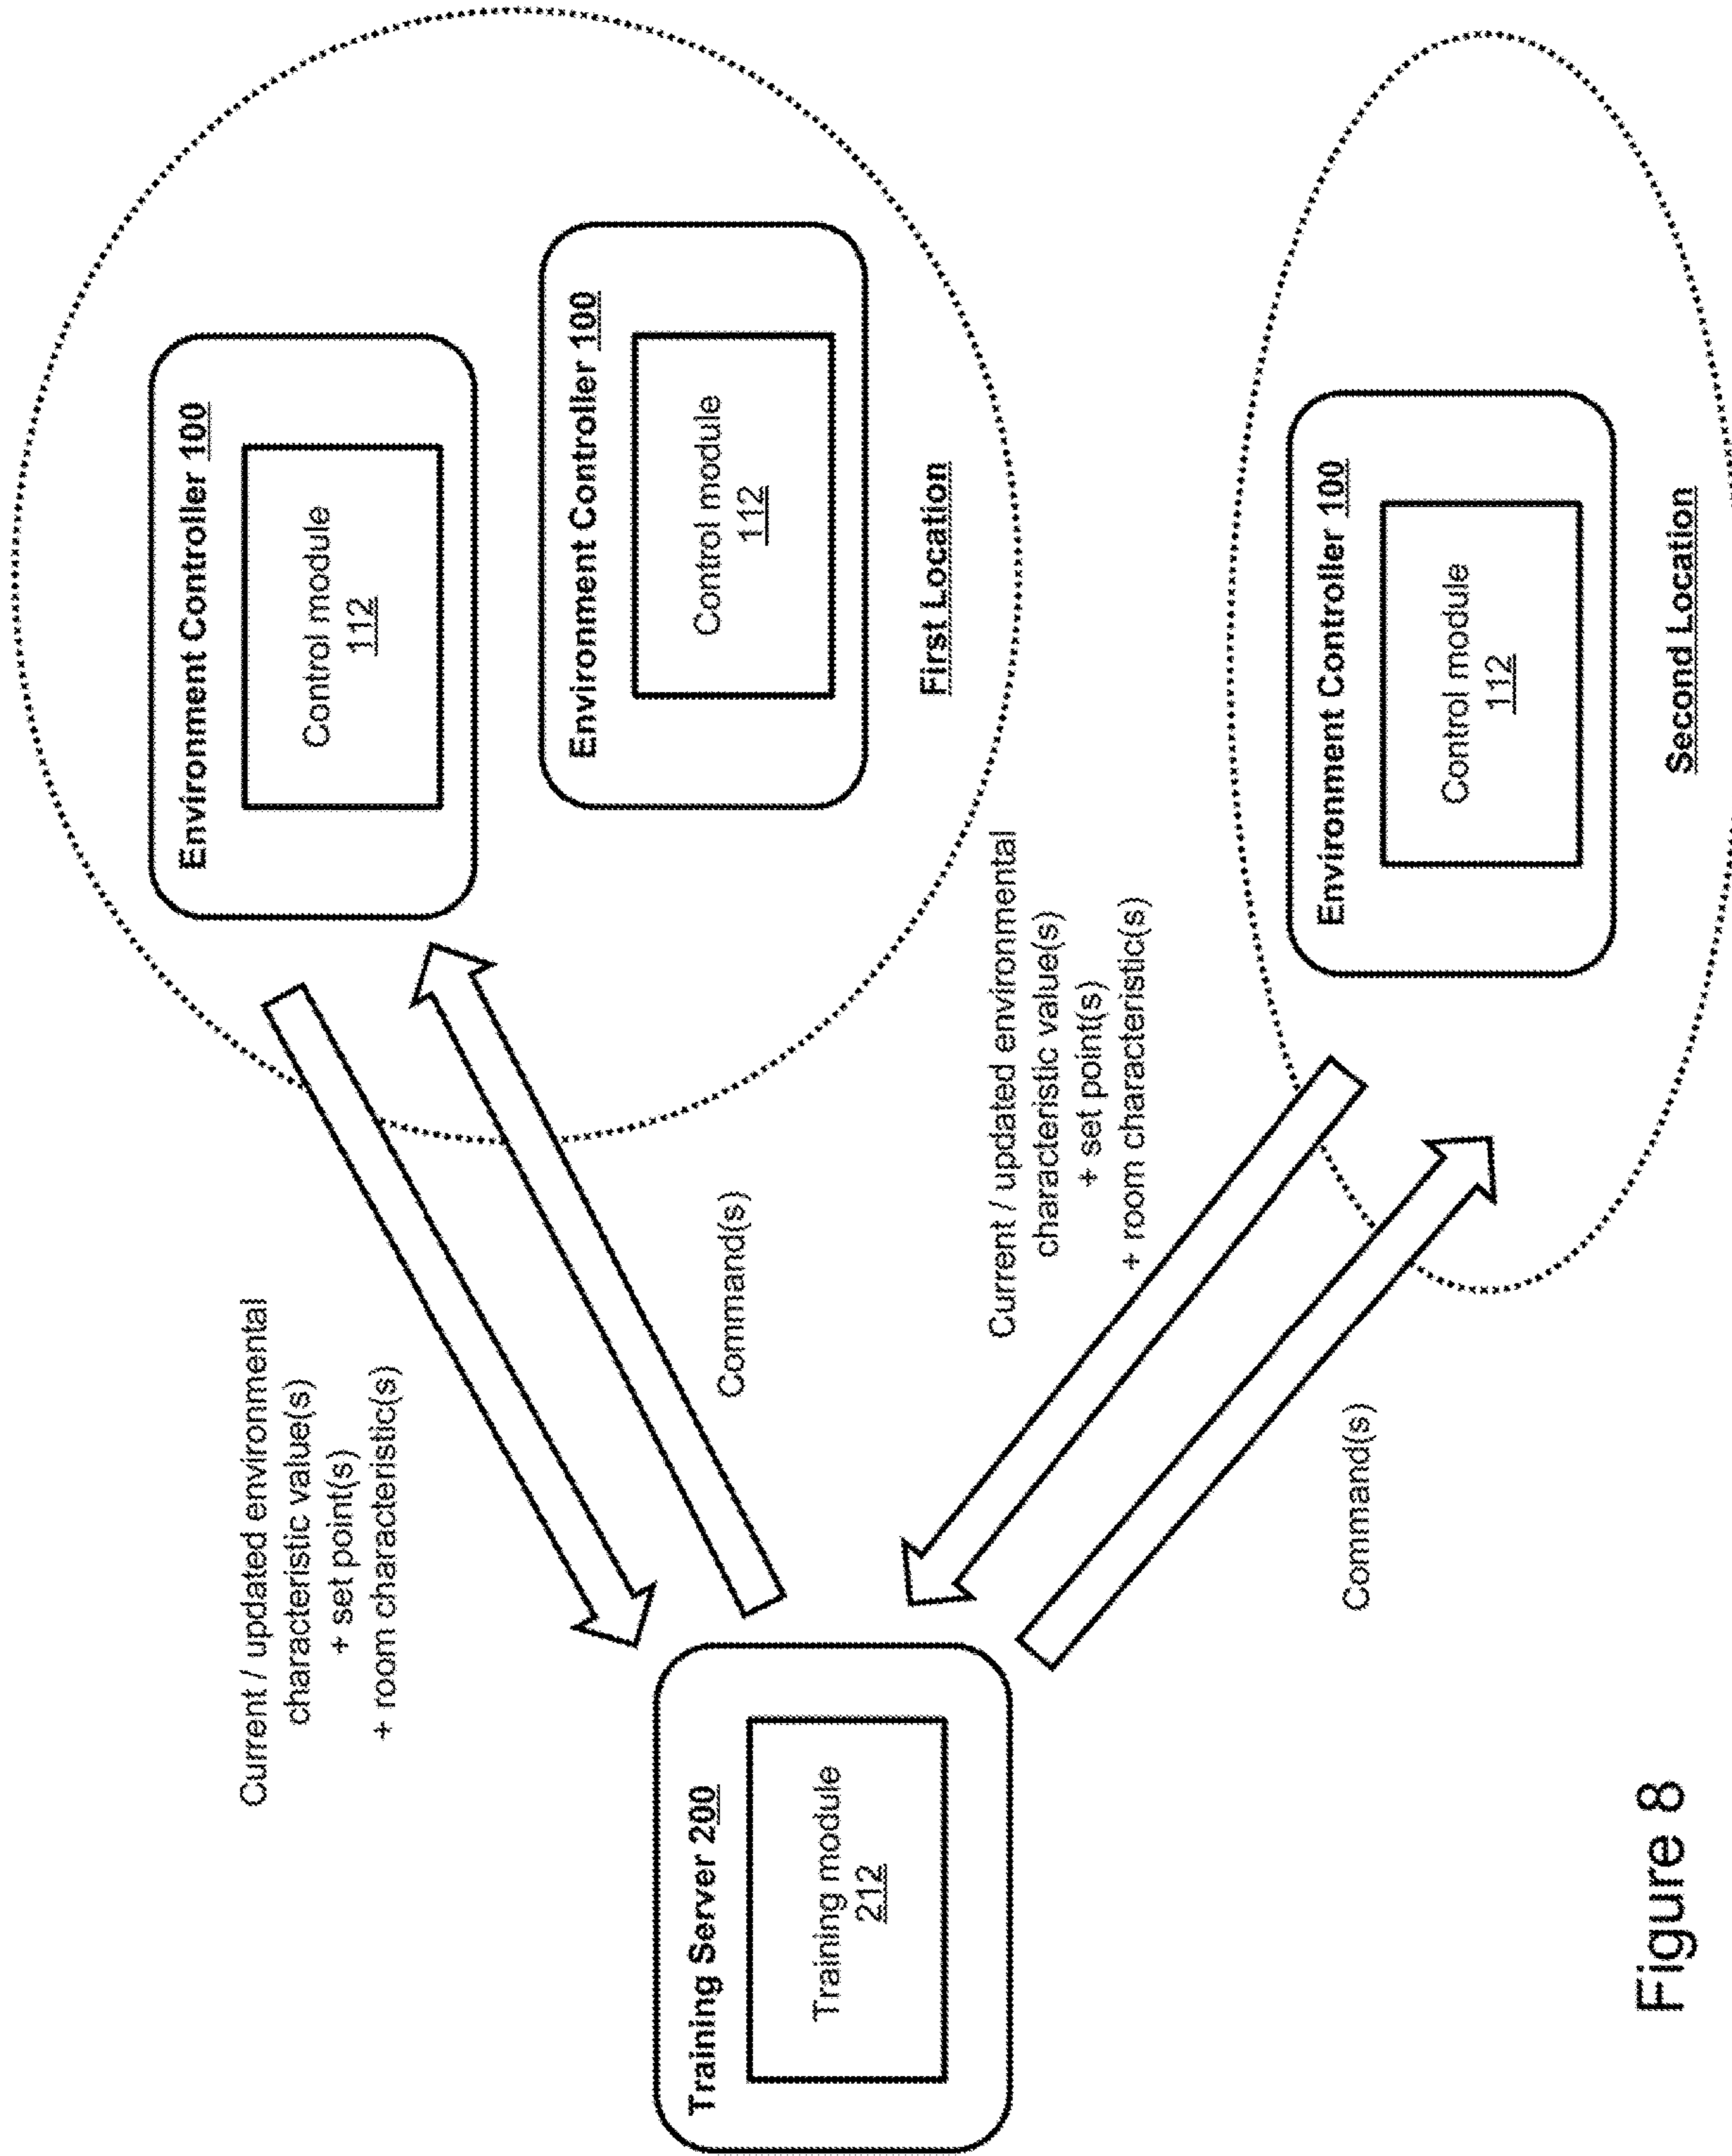 Current / updated environmental
characteristic value(s)
+ set point(s)
+ room characteristic(s)
Environment Controller 100
Control module
112
Environment Controller 100
Control module
112
First Location
Command(s)
Training Server 200
Training module
212
Current / updated environmental
characteristic value(s)
+ set point(s)
+ room characteristic(s)
Command(s)
Environment Controller 100
Control module
112
Second Location
Figure 8